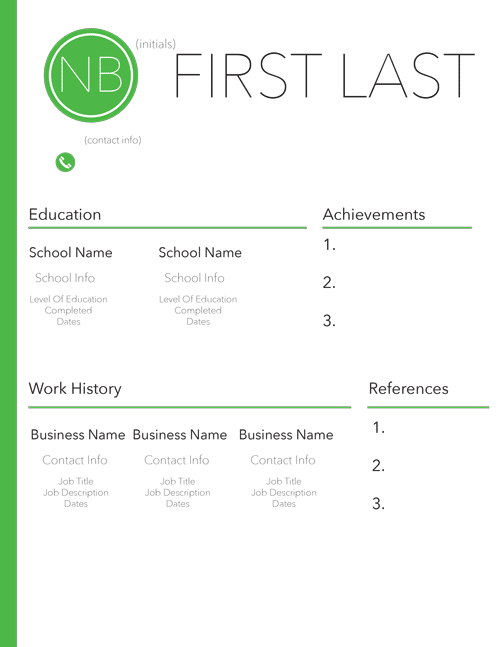 NB
(initials)
FIRST LAST
(contact info)
Education
School Name
School Info
Level Of Education
Completed
Dates
School Name
School Info
Level Of Education
Completed
Dates
Achievements
1.
2.
3.
Work History
Business Name
Contact Info
Job Title
Job Description
Dates
Business Name
Contact Info
Job Title
Job Description
Dates
Business Name
Contact Info
Job Title
Job Description
Dates
References
1.
2.
3.